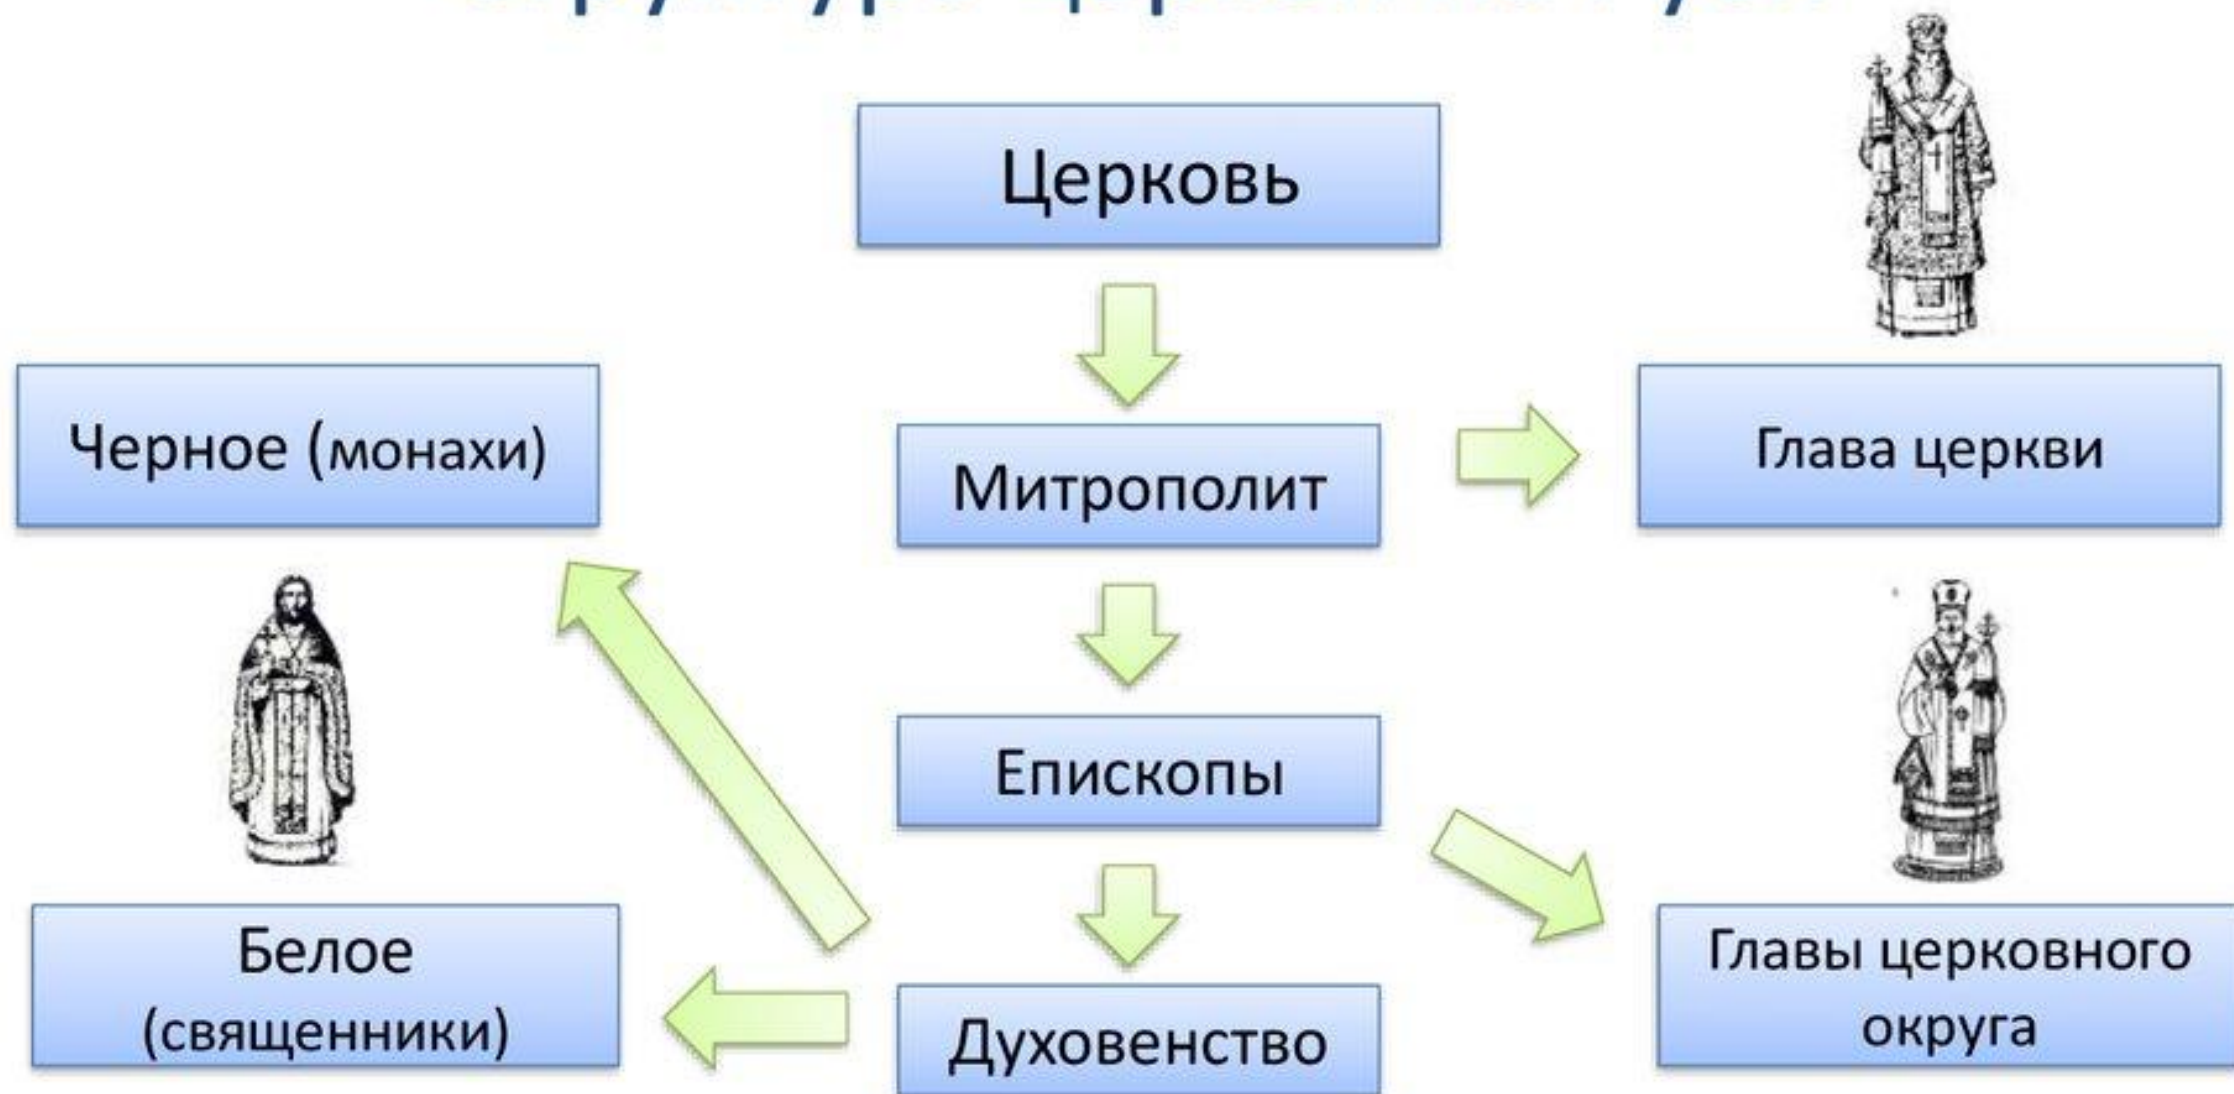 Церковь
Черное (монахи)
Митрополит
Глава церкви
Епископы
Белое
(священники)
Духовенство
Главы церковного
округа